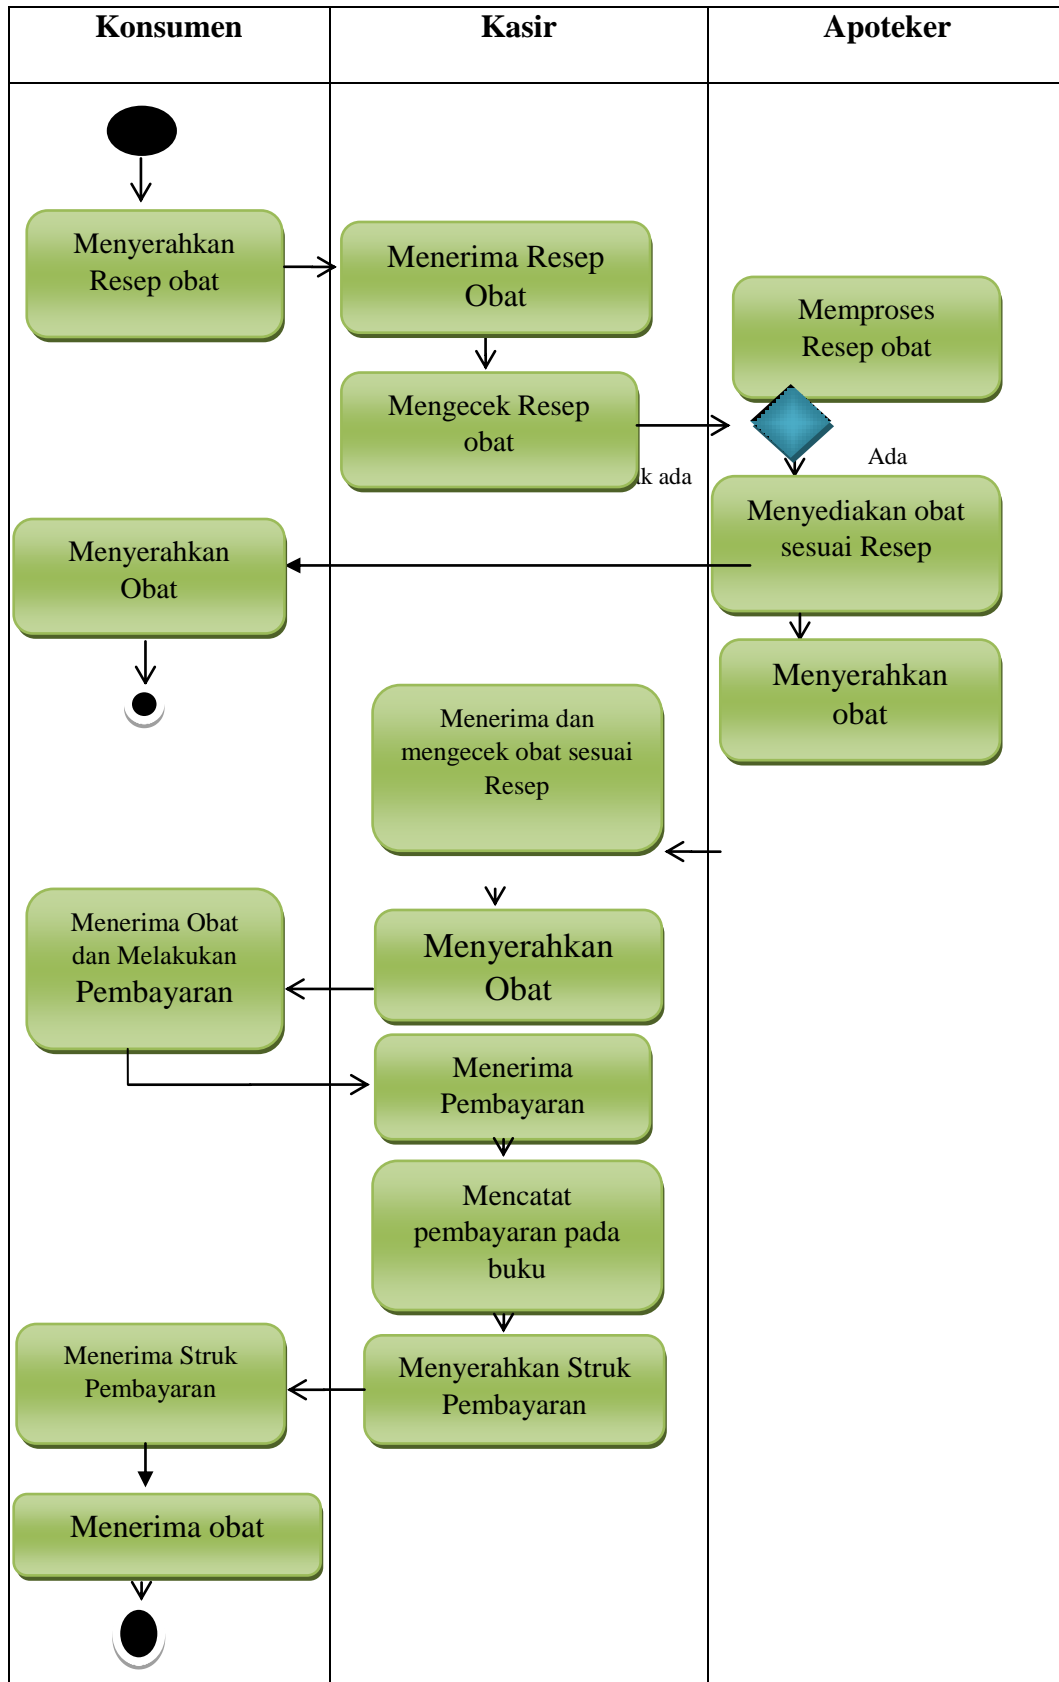 Konsumen
Kasir
Apoteker
Menyerahkan
Resep obat
Menerima Resep
Obat
Memproses
Resep obat
Mengecek Resep
obat
ada
Ada
Menyediakan obat
sesuai Resep
Menyerahkan
Obat
Menyerahkan
obat
Menerima dan
mengecek obat sesuai
Resep
Menerima Obat
dan Melakukan
Pembayaran
Menyerahkan
Obat
Menerima
Pembayaran
Mencatat
pembayaran pada
buku
Menerima Struk
Pembayaran
Menyerahkan Struk
Pembayaran
Menerima obat